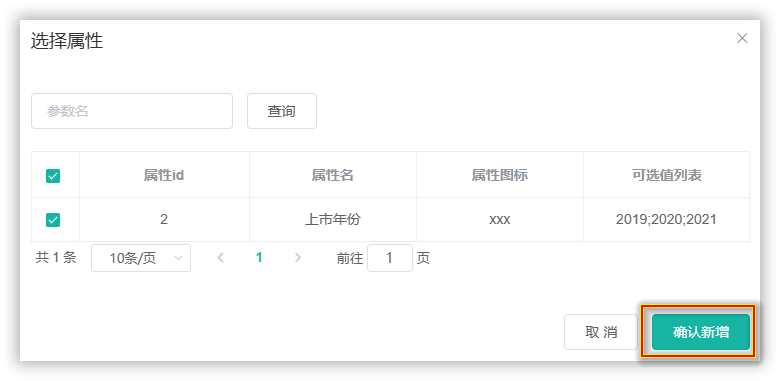 选择属性
参数名 查询
属性id 属性名 属性图标 可选值列表
2 上市年份 xxx 2019;2020;2021
共 1 条 10条/页 1 前往 1 页
取 消 确认新增